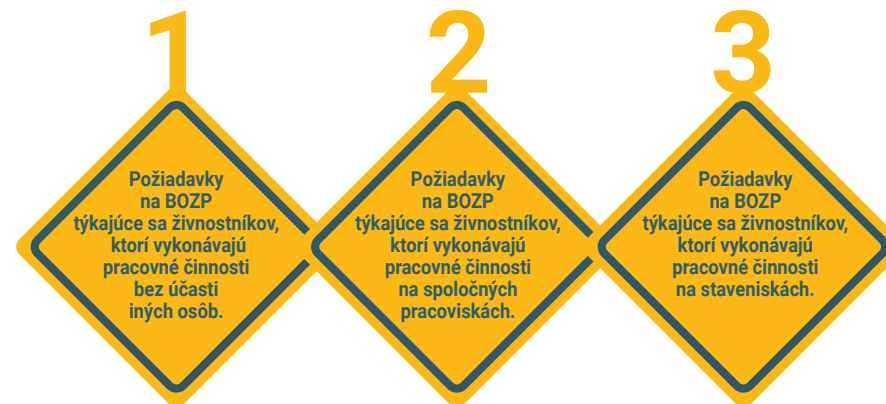 1
Požiadavky
na BOZP
týkajúce sa živnostníkov,
ktorí vykonávajú
pracovné činnosti
bez účasti
iných osôb.
2
Požiadavky
na BOZP
týkajúce sa živnostníkov,
ktorí vykonávajú
pracovné činnosti
na spoločných
pracoviskách.
3
Požiadavky
na BOZP
týkajúce sa živnostníkov,
ktorí vykonávajú
pracovné činnosti
na staveniskách.